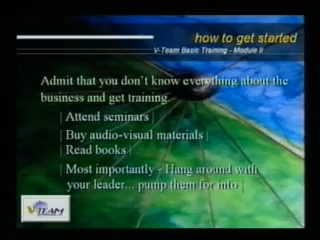 how to get started
V-Team Basic Training - Module II
Admit that you don't know everything about the
business and get training
| Attend seminars |
| Buy audio-visual materials |
| Read books |
| Most importantly - Hang around with
your leader... pump them for info |
V-TEAM